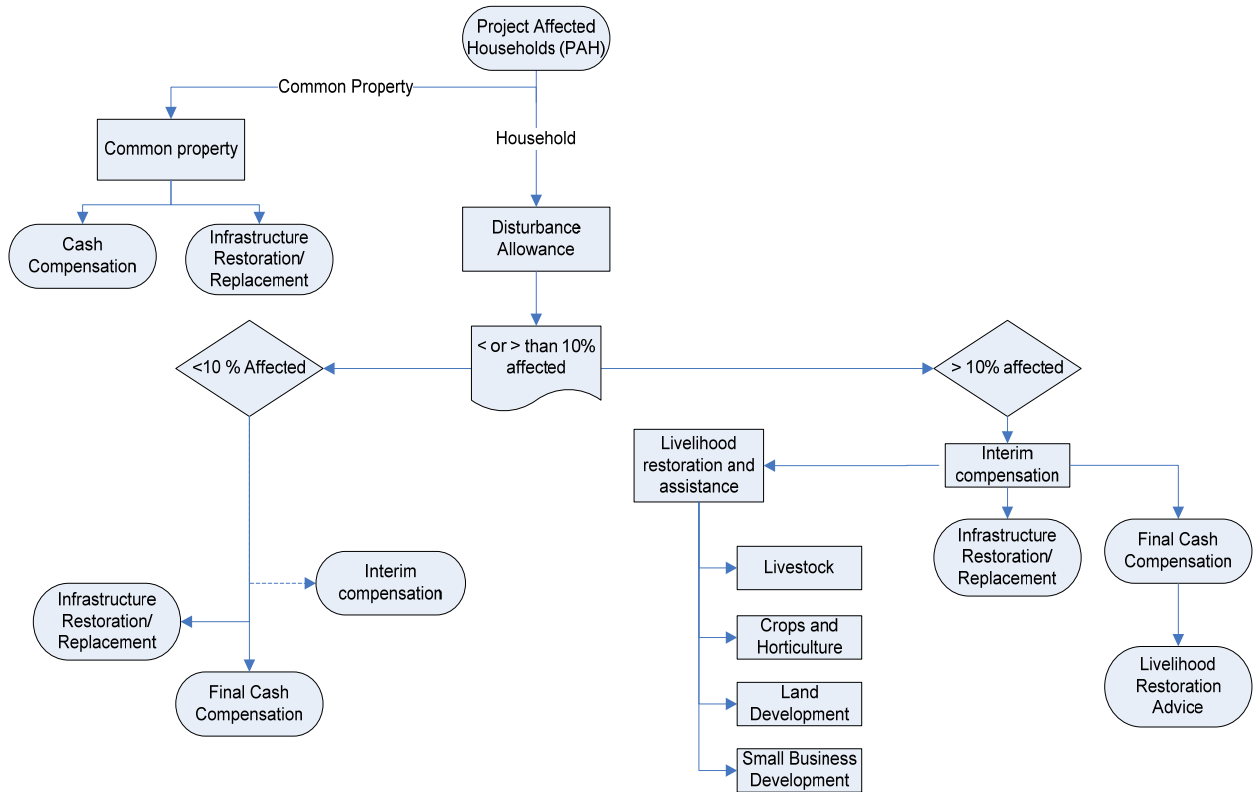 Project Affected
Households (PAH)
Common Property
Common property
Household
Cash
Compensation
Infrastructure
Restoration/
Replacement
Disturbance
Allowance
<10 % Affected
< or > than 10%
affected
> 10% affected
Livelihood
restoration and
assistance
Interim
compensation
Infrastructure
Restoration/
Replacement
Final Cash
Compensation
Livestock
Interim
compensation
Infrastructure
Restoration/
Replacement
Crops and
Horticulture
Livelihood
Restoration
Advice
Final Cash
Compensation
Land
Development
Small Business
Development